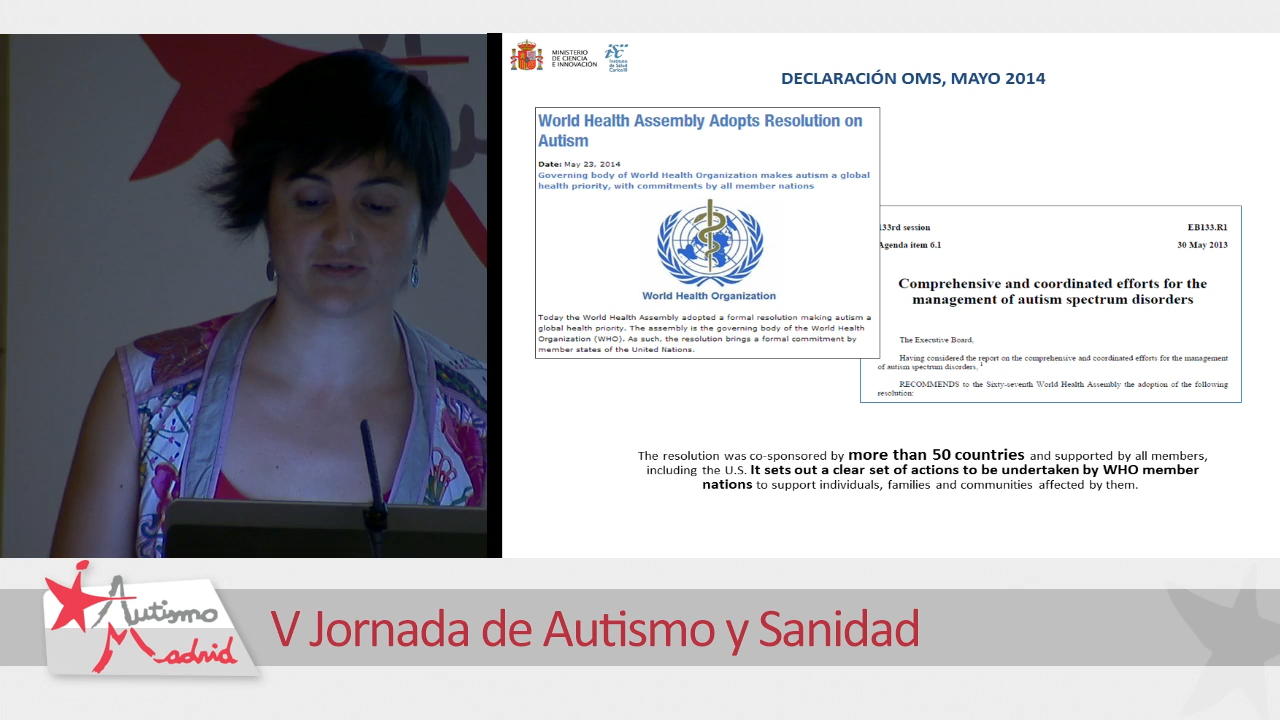 MINISTERIO
DE CIENCIA
E INNOVACIÓN
isc
Instituto
de Salud
Carlos III
DECLARACIÓN OMS, MAYO 2014
World Health Assembly Adopts Resolution on
Autism
Date: May 23, 2014
Governing body of World Health Organization makes autism a global
health priority, with commitments by all member nations
World Health Organization
Today the World Health Assembly adopted a formal resolution making autism a
global health priority. The assembly is the governing body of the World Health
Organization (WHO). As such, the resolution brings a formal commitment by
member states of the United Nations.
133rd session EB133.R1
Agenda item 6.1 30 May 2013
Comprehensive and coordinated efforts for the
management of autism spectrum disorders
The Executive Board,
Having considered the report on the comprehensive and coordinated efforts for the management
of autism spectrum disorders, 1
RECOMMENDS to the Sixty-seventh World Health Assembly the adoption of the following
resolution:
The resolution was co-sponsored by more than 50 countries and supported by all members,
including the U.S. It sets out a clear set of actions to be undertaken by WHO member
nations to support individuals, families and communities affected by them.
Autismo
Madrid
V Jornada de Autismo y Sanidad